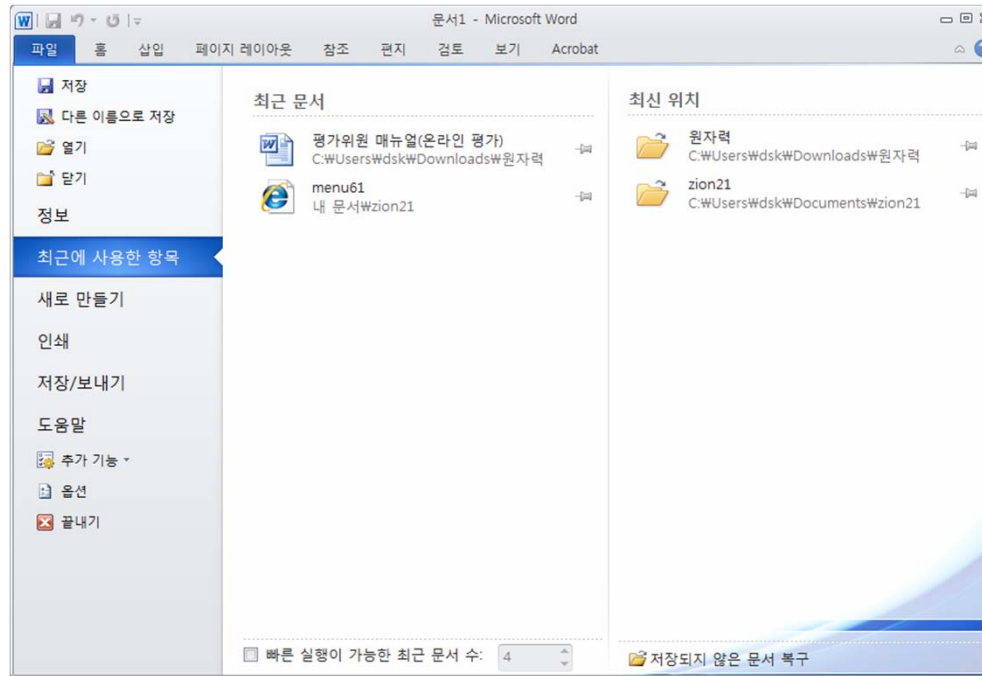 문서1 - Microsoft Word
파일 홈 삽입 페이지 레이아웃 참조 편지 검토 보기 Acrobat
저장
다른 이름으로 저장
열기
닫기
정보
최근에 사용한 항목
새로 만들기
인쇄
저장/보내기
도움말
추가 기능
옵션
끝내기
최근 문서
평가위원 매뉴얼(온라인 평가)
C:₩Users₩dsk₩Downloads₩원자력
menu61
내 문서₩zion21
빠른 실행이 가능한 최근 문서 수: 4
최신 위치
원자력
C:₩Users₩dsk₩Downloads₩원자력
zion21
C:₩Users₩dsk₩Documents₩zion21
저장되지 않은 문서 복구